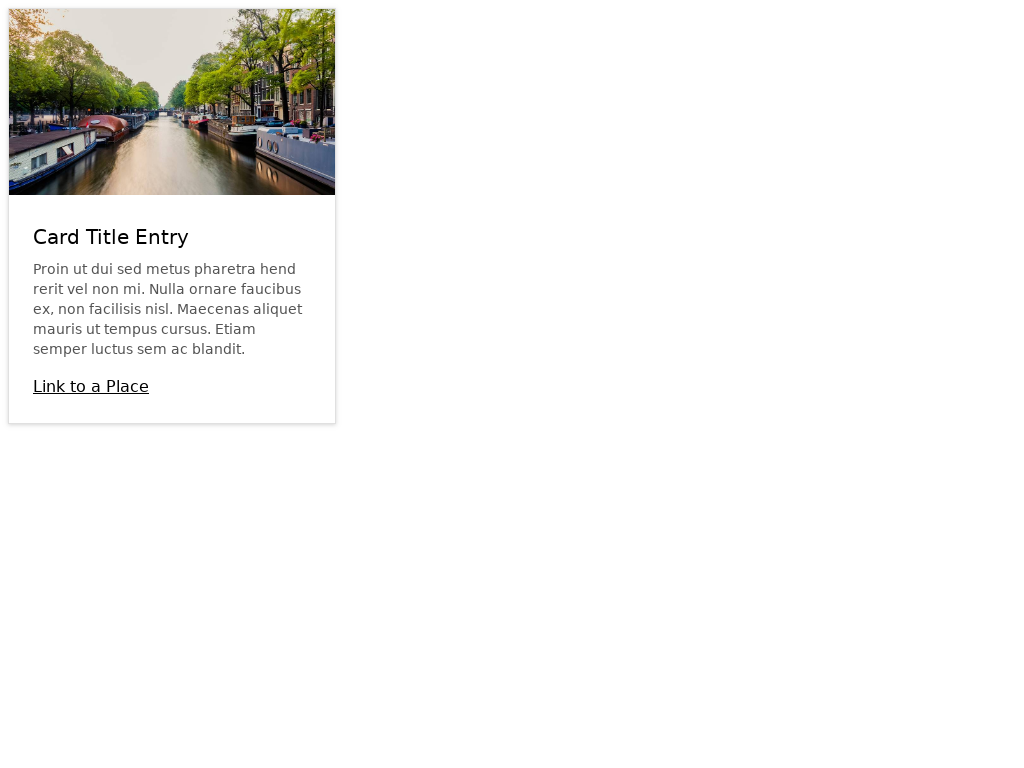 Card Title Entry
Proin ut dui sed metus pharetra hend
rerit vel non mi. Nulla ornare faucibus
ex, non facilisis nisl. Maecenas aliquet
mauris ut tempus cursus. Etiam
semper luctus sem ac blandit.
Link to a Place